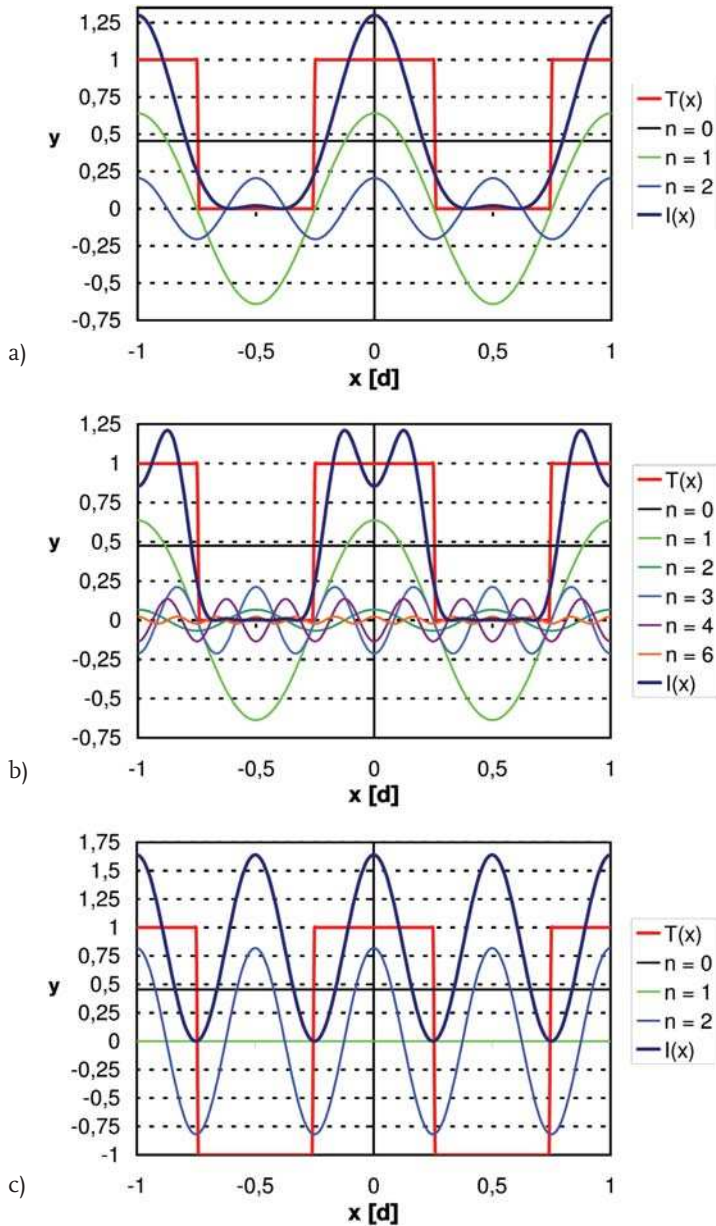 1,25
1
0,75
0,5
0,25
0
-0,25
-0,5
-0,75
y
-1
-0,5
0
0,5
1
x [d]
T(x)
n = 0
n = 1
n = 2
I(x)
a)
1,25
1
0,75
0,5
0,25
0
-0,25
-0,5
-0,75
y
-1
-0,5
0
0,5
1
x [d]
T(x)
n = 0
n = 1
n = 2
n = 3
n = 4
n = 6
I(x)
b)
1,75
1,5
1,25
1
0,75
0,5
0,25
0
-0,25
-0,5
-0,75
-1
y
-1
-0,5
0
0,5
1
x [d]
T(x)
n = 0
n = 1
n = 2
I(x)
c)